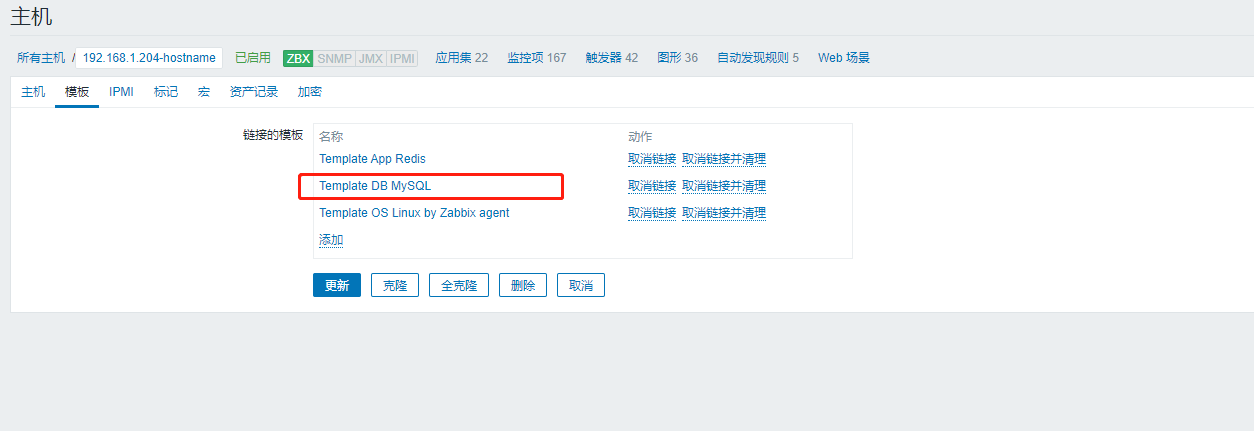 主机
所有主机 / 192.168.1.204-hostname 已启用 ZBX SNMP JMX IPMI 应用集 22 监控项 167 触发器 42 图形 36 自动发现规则 5 Web 场景
主机 模板 IPMI 标记 宏 资产记录 加密
链接的模板 名称 动作
Template App Redis 取消链接 取消链接并清理
Template DB MySQL 取消链接 取消链接并清理
Template OS Linux by Zabbix agent 取消链接 取消链接并清理
添加
更新 克隆 全克隆 删除 取消